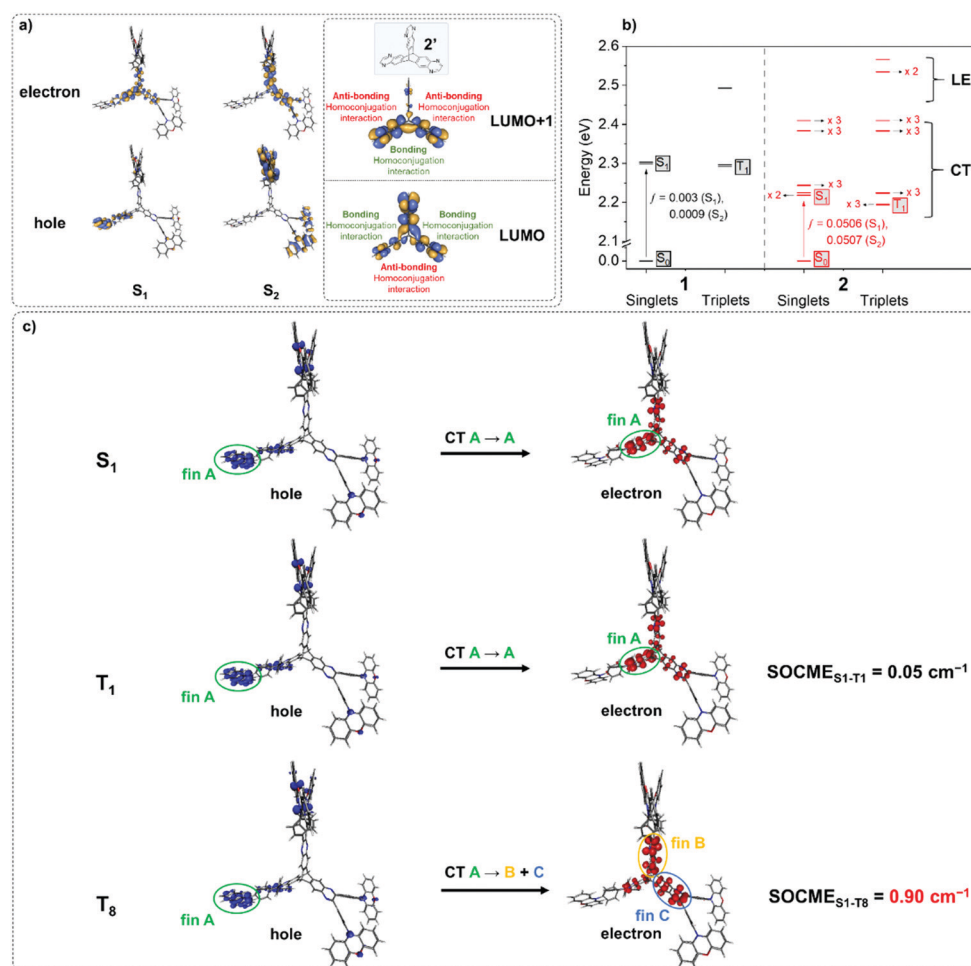 a)
electron
hole
S1
S2
2'
N
N
N
N
N
N
Anti-bonding
Homoconjugation
interaction
Anti-bonding
Homoconjugation
interaction
LUMO+1
Bonding
Homoconjugation
interaction
Bonding
Homoconjugation
interaction
Bonding
Homoconjugation
interaction
LUMO
Anti-bonding
Homoconjugation
interaction
b)
Energy (eV)
2.6
2.5
2.4
2.3
2.2
2.1
0.0
S1
T1
f = 0.003 (S1),
0.0009 (S2)
S0
x 2
LE
x 3
x 3
x 3
x 3
CT
x 3
x 3
x 2
S1
x 3
T1
f = 0.0506 (S1),
0.0507 (S2)
S0
1
2
Singlets
Triplets
Singlets
Triplets
c)
S1
fin A
hole
CT A → A
fin A
electron
T1
fin A
hole
CT A → A
fin A
electron
SOCMES1-T1 = 0.05 cm⁻¹
T8
fin A
hole
CT A → B + C
fin B
fin C
electron
SOCMES1-T8 = 0.90 cm⁻¹